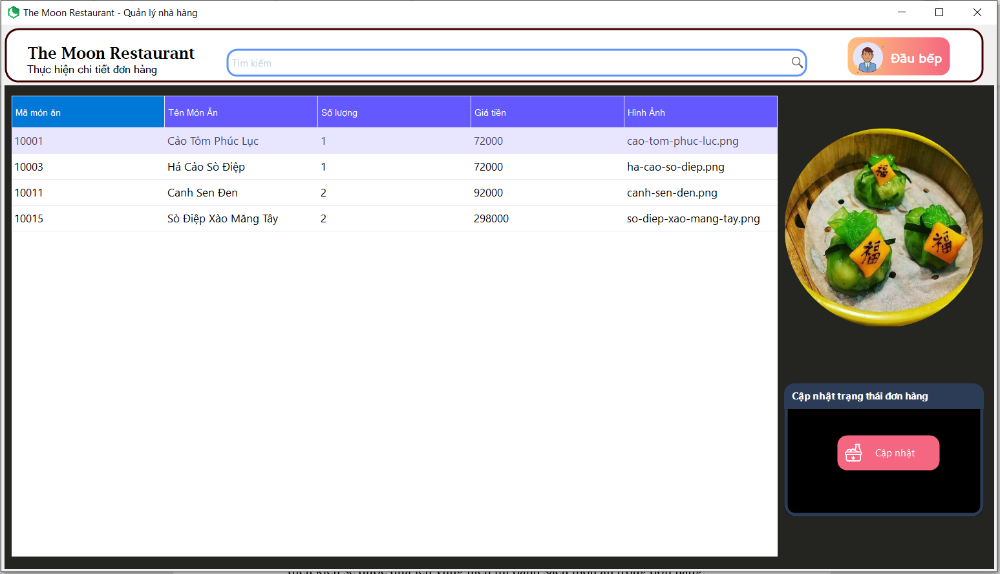 The Moon Restaurant - Quản lý nhà hàng
The Moon Restaurant
Thực hiện chi tiết đơn hàng
Tìm kiếm
Đầu bếp
Mã món ăn Tên Món Ăn Số lượng Giá tiền Hình Ảnh
10001 Cảo Tôm Phúc Lục 1 72000 cao-tom-phuc-luc.png
10003 Há Cảo Sò Điệp 1 72000 ha-cao-so-diep.png
10011 Canh Sen Đen 2 92000 canh-sen-den.png
10015 Sò Điệp Xào Măng Tây 2 298000 so-diep-xao-mang-tay.png
福
福
福
Cập nhật trạng thái đơn hàng
Cập nhật